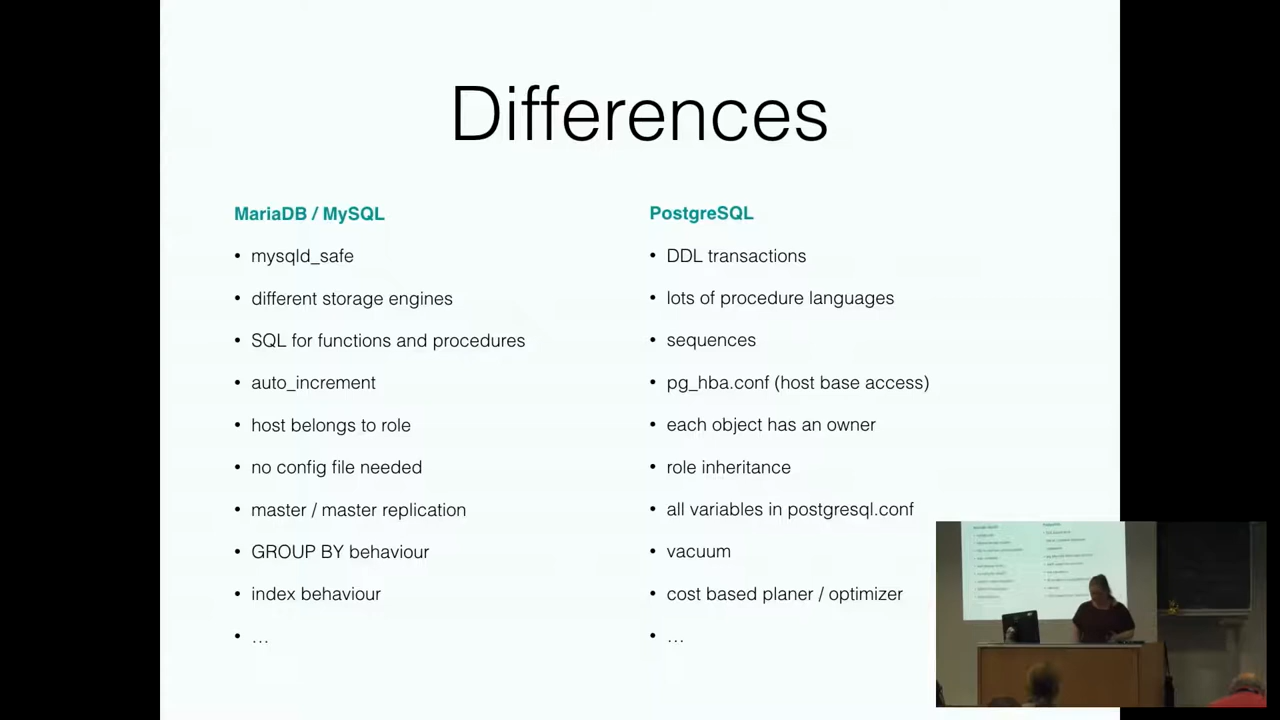 Differences
MariaDB / MySQL
• mysqld_safe
• different storage engines
• SQL for functions and procedures
• auto_increment
• host belongs to role
• no config file needed
• master / master replication
• GROUP BY behaviour
• index behaviour
• …
PostgreSQL
• DDL transactions
• lots of procedure languages
• sequences
• pg_hba.conf (host base access)
• each object has an owner
• role inheritance
• all variables in postgresql.conf
• vacuum
• cost based planer / optimizer
• …